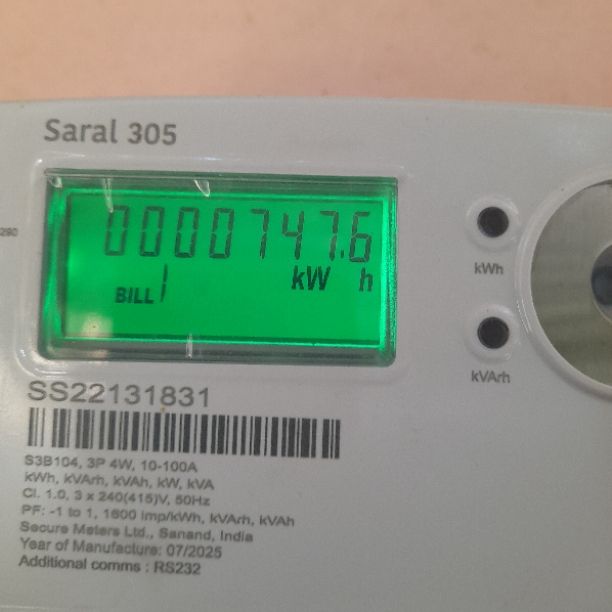 Saral 305
0000747.6
BILL 1 kW h
kWh
kVArh
SS22131831
S3B104, 3P 4W, 10-100A
kWh, kVArh, kVAh, kW, kVA
Cl. 1.0, 3 x 240(415)V, 50Hz
PF: -1 to 1, 1600 imp/kWh, kVArh, kVAh
Secure Meters Ltd., Sanand, India
Year of Manufacture: 07/2025
Additional comms : RS232